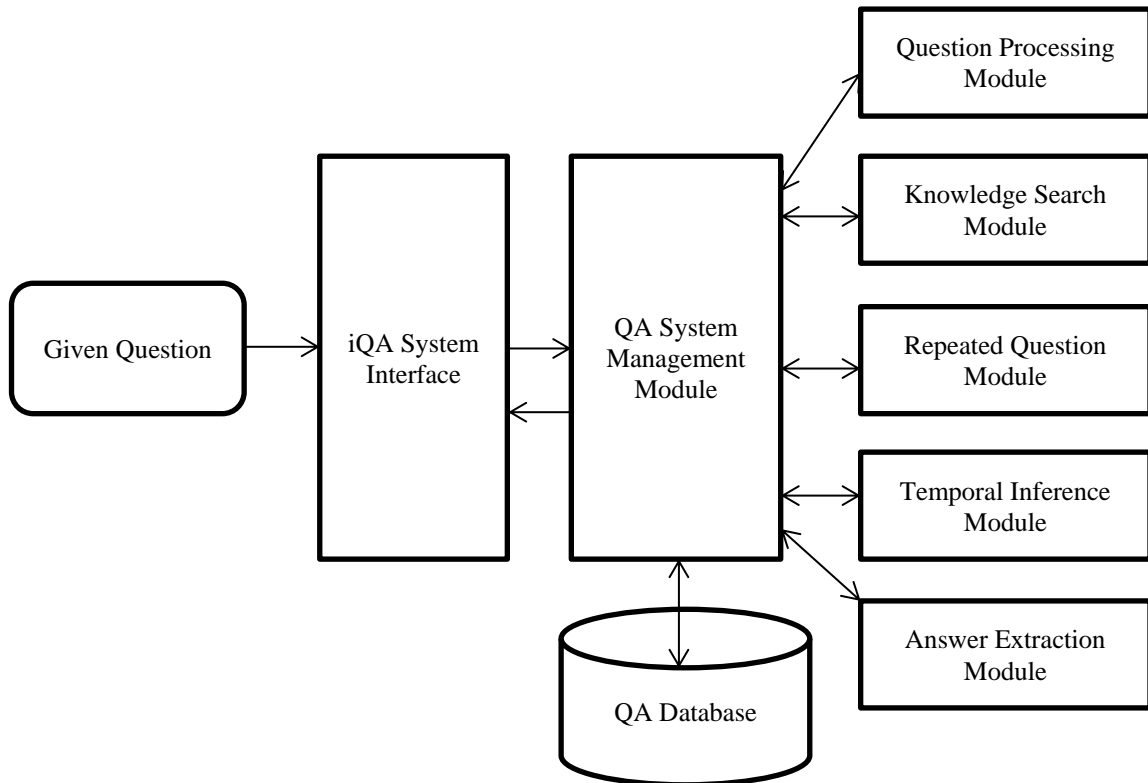 Given Question
iQA System
Interface
QA System
Management
Module
QA Database
Question Processing
Module
Knowledge Search
Module
Repeated Question
Module
Temporal Inference
Module
Answer Extraction
Module